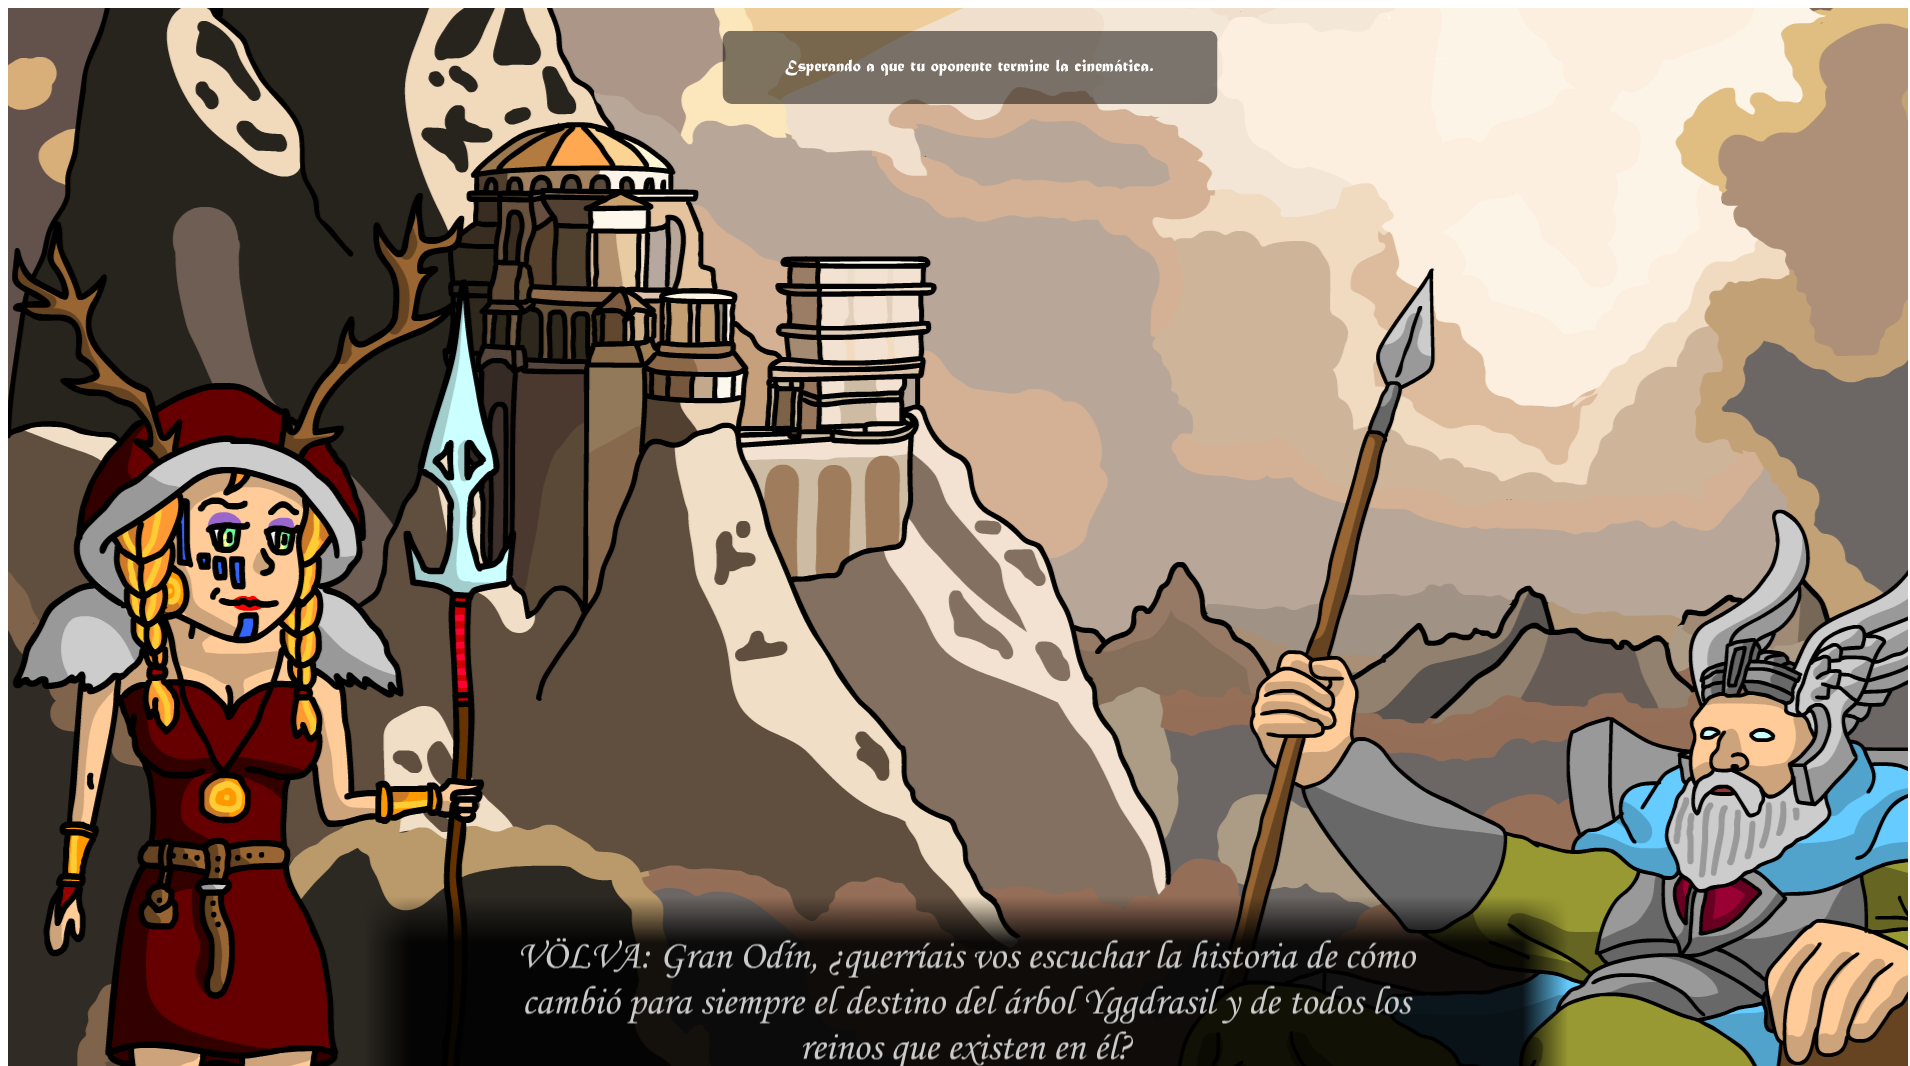 Esperando a que tu oponente termine la cinemática.
VÖLVA: Gran Odín, ¿querríais vos escuchar la historia de cómo
cambió para siempre el destino del árbol Yggdrasil y de todos los
reinos que existen en él?